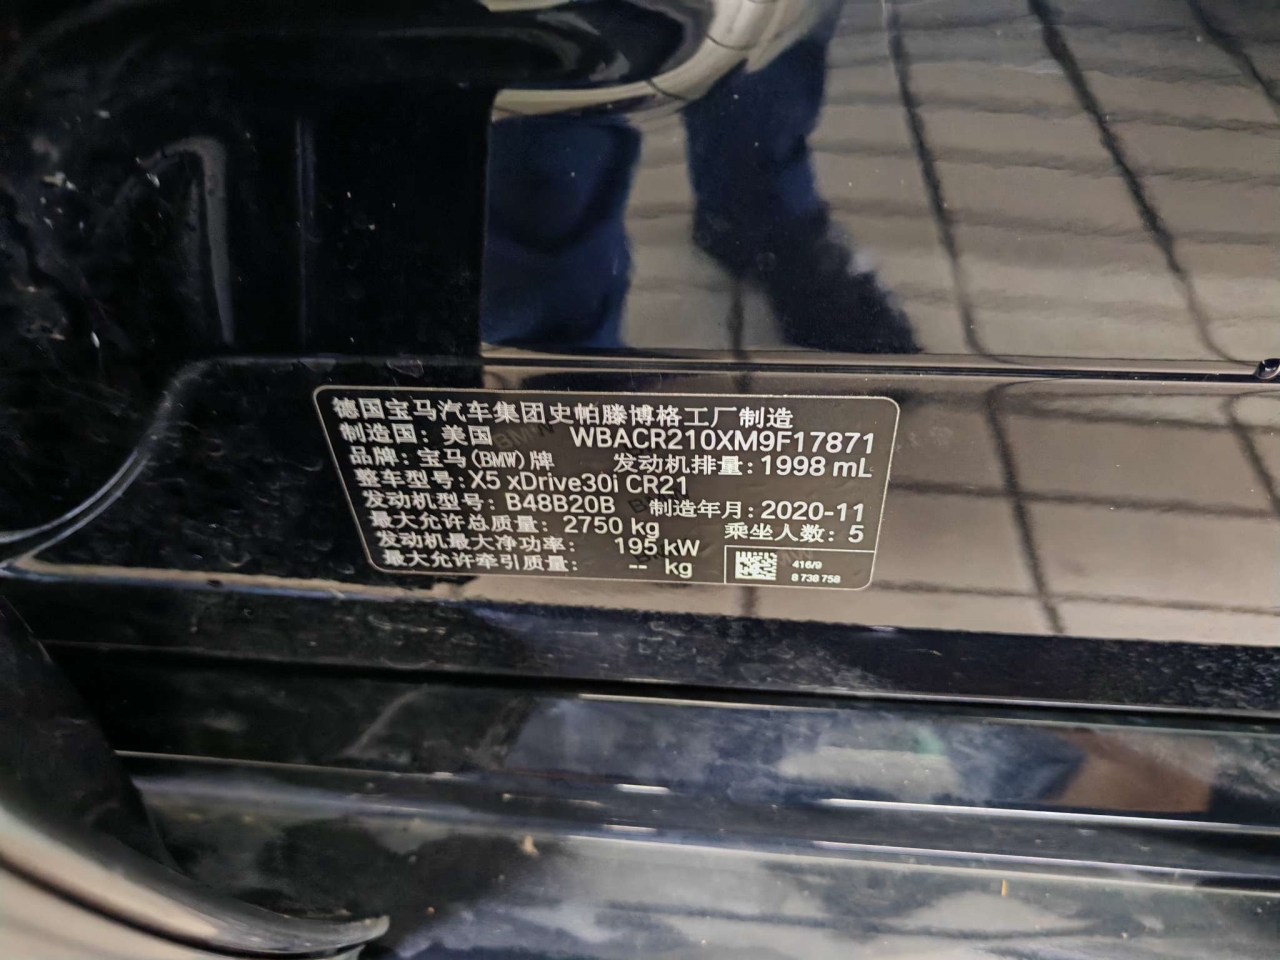 德国宝马汽车集团史帕滕博格工厂制造
制造国: 美国 WBACR210XM9F17871
品牌: 宝马(BMW)牌 发动机排量: 1998 mL
整车型号: X5 xDrive30i CR21
发动机型号: B48B20B 制造年月: 2020-11
最大允许总质量: 2750 kg 乘坐人数: 5
发动机最大净功率: 195 kW
最大允许牵引质量: -- kg
416/9
8 738 758